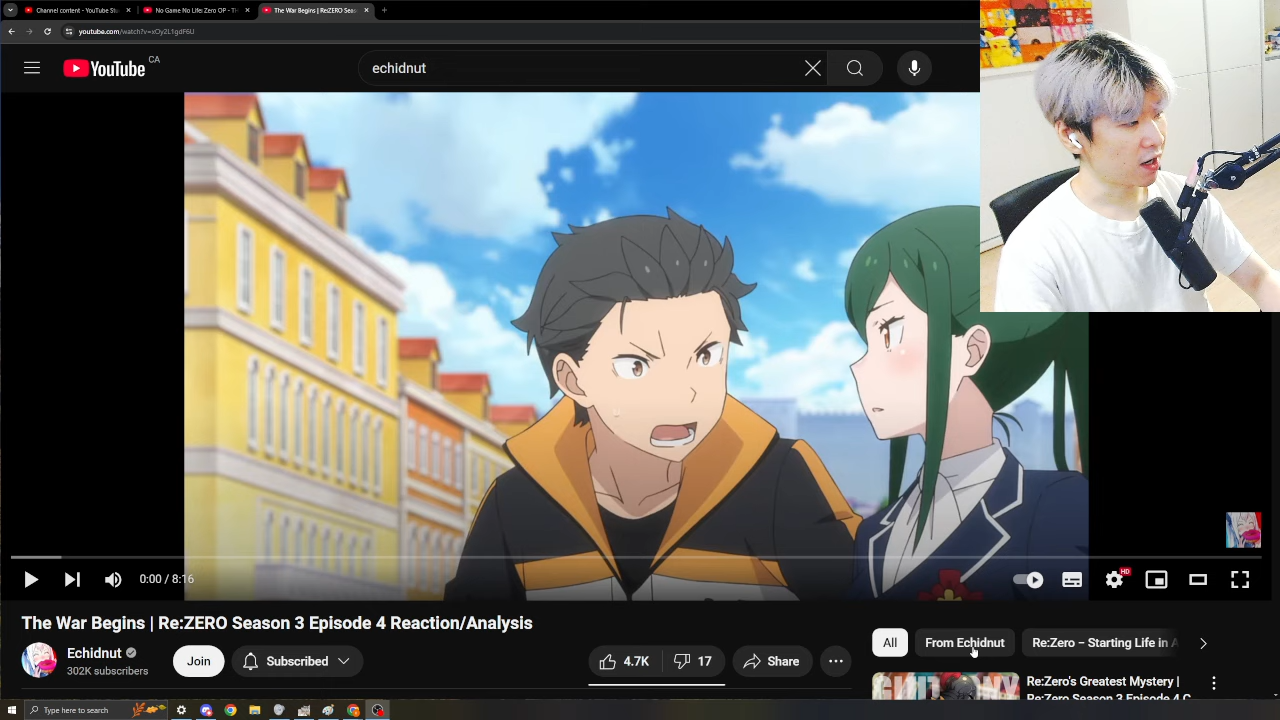 Channel content - YouTube Stu
No Game No Life: Zero OP - Th
The War Begins | Re:ZERO Seas
youtube.com/watch?v=xOy2L1gdF6U
YouTube CA
echidnut
0:00 / 8:16
HD
The War Begins | Re:ZERO Season 3 Episode 4 Reaction/Analysis
Echidnut
302K subscribers
Join
Subscribed
4.7K
17
Share
All
From Echidnut
Re:Zero − Starting Life in A
Re:Zero's Greatest Mystery |
Re:Zero Season 3 Episode 4 C
Type here to search